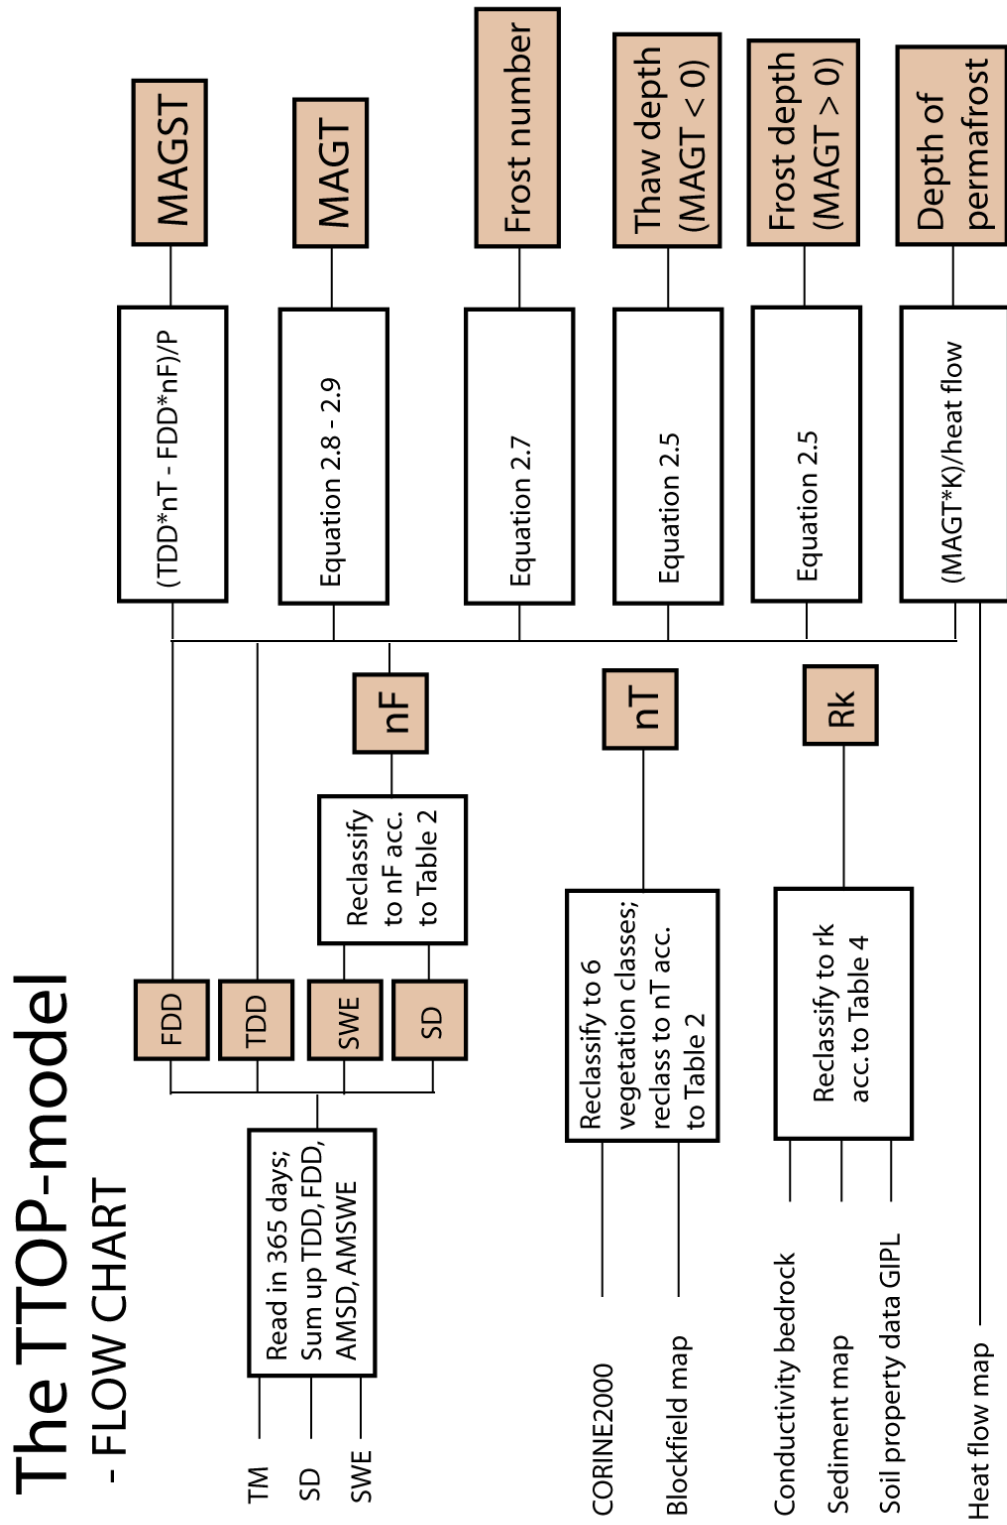 The TTOP-model
- FLOW CHART
TM
SD
SWE
Read in 365 days;
Sum up TDD, FDD,
AMSD, AMSWE
FDD
TDD
SWE
SD
Reclassify
to nF acc.
to Table 2
nF
CORINE2000
Blockfield map
Reclassify to 6
vegetation classes;
reclass to nT acc.
to Table 2
nT
Conductivity bedrock
Sediment map
Soil property data GIPL
Reclassify to rk
acc. to Table 4
Rk
Heat flow map
(TDD*nT - FDD*nF)/P
MAGST
Equation 2.8 - 2.9
MAGT
Equation 2.7
Frost number
Equation 2.5
Thaw depth
(MAGT < 0)
Equation 2.5
Frost depth
(MAGT > 0)
(MAGT*K)/heat flow
Depth of
permafrost